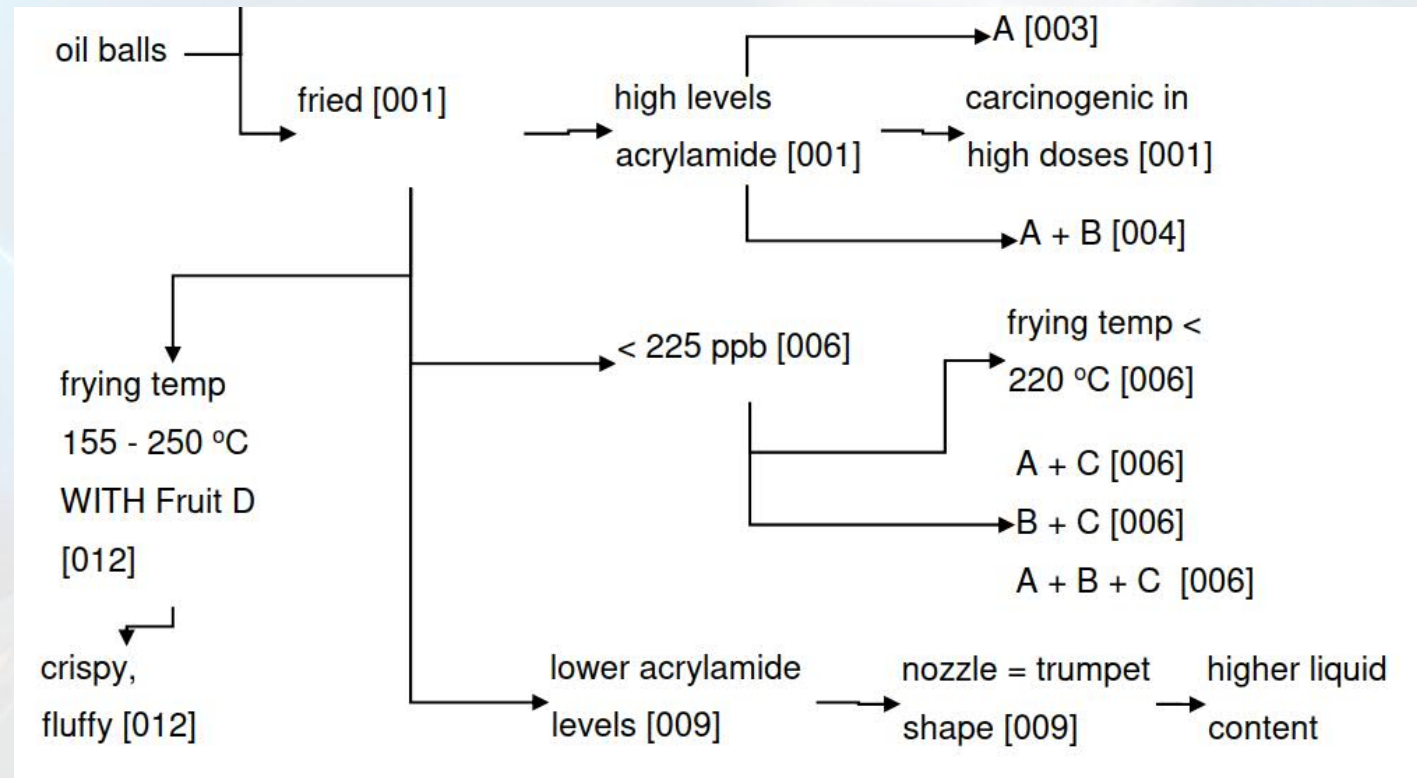 oil balls
fried [001]
high levels
acrylamide [001]
A [003]
carcinogenic in
high doses [001]
A + B [004]
< 225 ppb [006]
frying temp <
220 ºC [006]
A + C [006]
B + C [006]
A + B + C [006]
frying temp
155 - 250 ºC
WITH Fruit D
[012]
crispy,
fluffy [012]
lower acrylamide
levels [009]
nozzle = trumpet
shape [009]
higher liquid
content